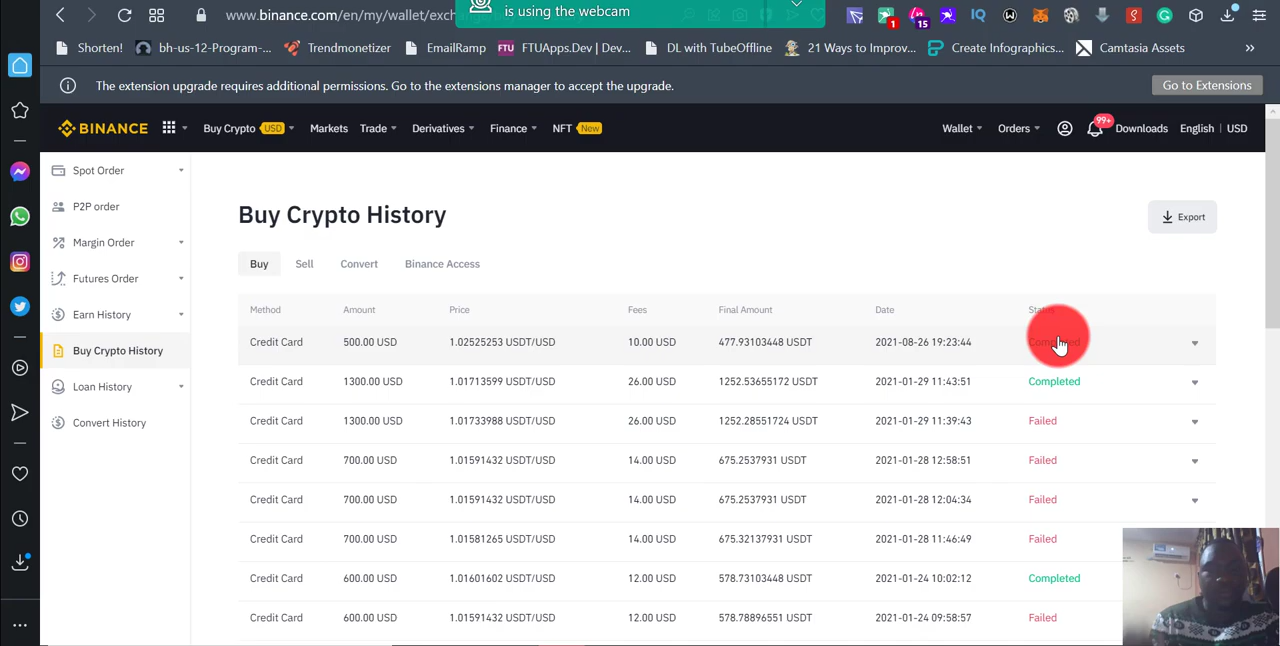 www.binance.com/en/my/wallet/exc
is using the webcam
1
15
IQ
Shorten!
bh-us-12-Program-...
Trendmonetizer
EmailRamp
FTU FTUApps.Dev | Dev...
DL with TubeOffline
21 Ways to Improv...
Create Infographics...
Camtasia Assets
The extension upgrade requires additional permissions. Go to the extensions manager to accept the upgrade.
Go to Extensions
BINANCE
Buy Crypto USD
Markets
Trade
Derivatives
Finance
NFT New
Wallet
Orders
99+
Downloads
English | USD
Spot Order
P2P order
Margin Order
Futures Order
Earn History
Buy Crypto History
Loan History
Convert History
Buy Crypto History
Export
Buy Sell Convert Binance Access
Method Amount Price Fees Final Amount Date Status
Credit Card 500.00 USD 1.02525253 USDT/USD 10.00 USD 477.93103448 USDT 2021-08-26 19:23:44 Completed
Credit Card 1300.00 USD 1.01713599 USDT/USD 26.00 USD 1252.53655172 USDT 2021-01-29 11:43:51 Completed
Credit Card 1300.00 USD 1.01733988 USDT/USD 26.00 USD 1252.28551724 USDT 2021-01-29 11:39:43 Failed
Credit Card 700.00 USD 1.01591432 USDT/USD 14.00 USD 675.2537931 USDT 2021-01-28 12:58:51 Failed
Credit Card 700.00 USD 1.01591432 USDT/USD 14.00 USD 675.2537931 USDT 2021-01-28 12:04:34 Failed
Credit Card 700.00 USD 1.01581265 USDT/USD 14.00 USD 675.32137931 USDT 2021-01-28 11:46:49 Failed
Credit Card 600.00 USD 1.01601602 USDT/USD 12.00 USD 578.73103448 USDT 2021-01-24 10:02:12 Completed
Credit Card 600.00 USD 1.01591432 USDT/USD 12.00 USD 578.78896551 USDT 2021-01-24 09:58:57 Failed